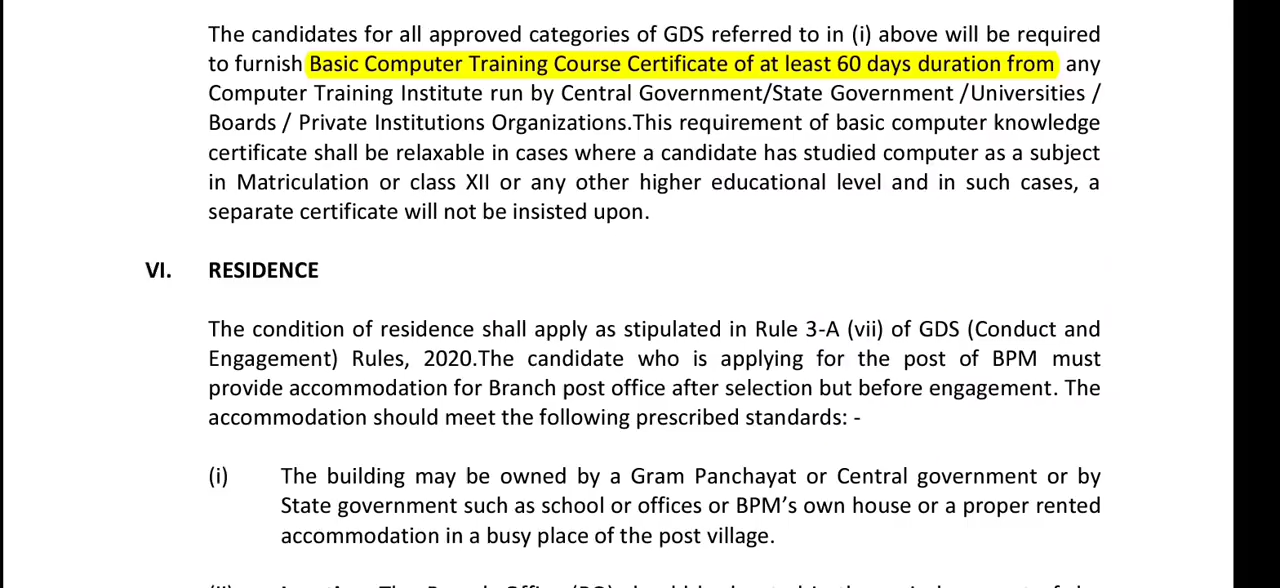 The candidates for all approved categories of GDS referred to in (i) above will be required
to furnish Basic Computer Training Course Certificate of at least 60 days duration from any
Computer Training Institute run by Central Government/State Government /Universities /
Boards / Private Institutions Organizations.This requirement of basic computer knowledge
certificate shall be relaxable in cases where a candidate has studied computer as a subject
in Matriculation or class XII or any other higher educational level and in such cases, a
separate certificate will not be insisted upon.
VI. RESIDENCE
The condition of residence shall apply as stipulated in Rule 3-A (vii) of GDS (Conduct and
Engagement) Rules, 2020.The candidate who is applying for the post of BPM must
provide accommodation for Branch post office after selection but before engagement. The
accommodation should meet the following prescribed standards: -
(i) The building may be owned by a Gram Panchayat or Central government or by
State government such as school or offices or BPM’s own house or a proper rented
accommodation in a busy place of the post village.